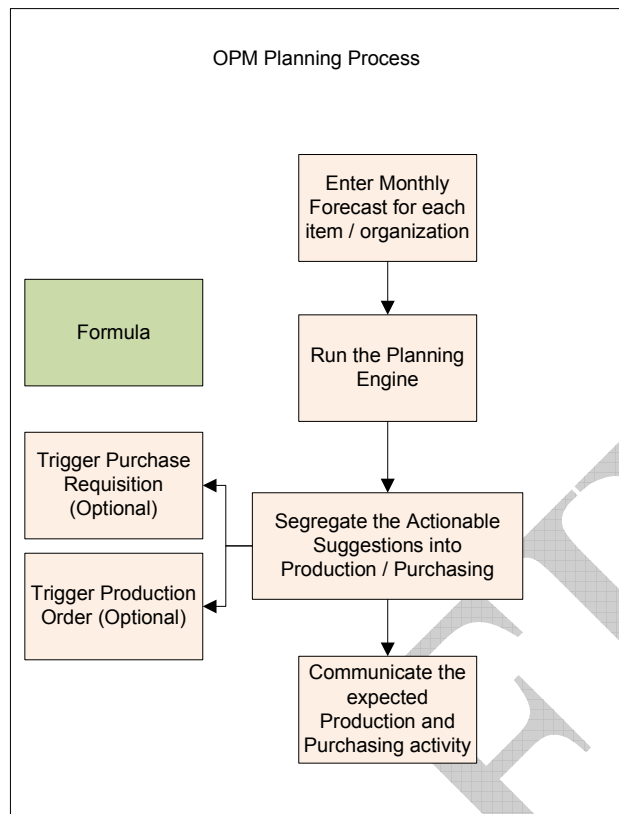 OPM Planning Process
Enter Monthly
Forecast for each
item / organization
Formula
Run the Planning
Engine
Trigger Purchase
Requisition
(Optional)
Segregate the Actionable
Suggestions into
Production / Purchasing
Trigger Production
Order (Optional)
Communicate the
expected
Production and
Purchasing activity